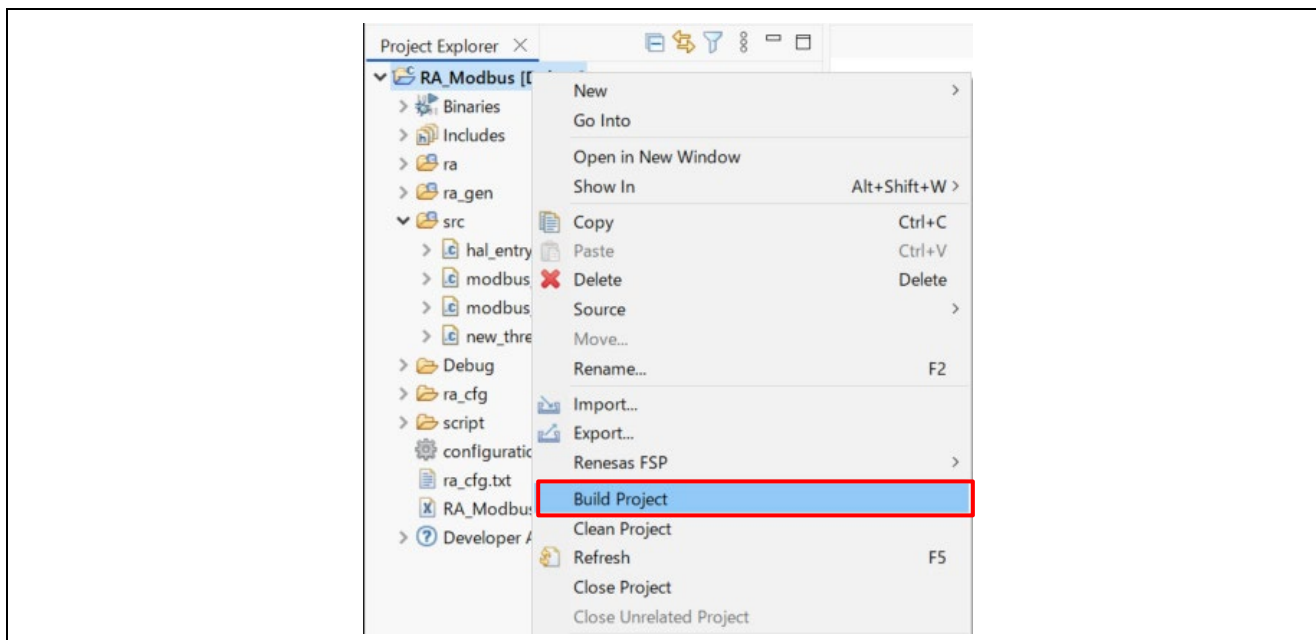 Project Explorer
RA_Modbus [D
Binaries
Includes
ra
ra_gen
src
hal_entry
modbus_
modbus_
new_thre
Debug
ra_cfg
script
configuratio
ra_cfg.txt
RA_Modbus
Developer A
New
Go Into
Open in New Window
Show In Alt+Shift+W
Copy Ctrl+C
Paste Ctrl+V
Delete Delete
Source
Move...
Rename... F2
Import...
Export...
Renesas FSP
Build Project
Clean Project
Refresh F5
Close Project
Close Unrelated Project